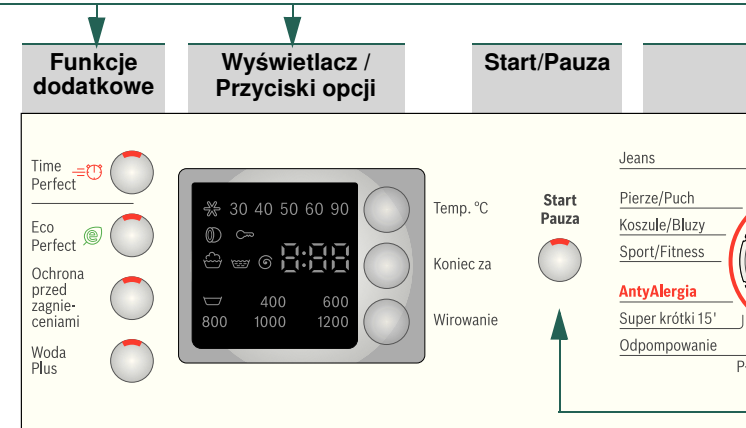 Funkcje
dodatkowe
Wyświetlacz /
Przyciski opcji
Start/Pauza
Time
Perfect
Eco
Perfect
Ochrona
przed
zagnie-
ceniami
Woda
Plus
30 40 50 60 90
8:88
400 600
800 1000 1200
Temp. °C
Koniec za
Wirowanie
Start
Pauza
Jeans
Pierze/Puch
Koszule/Bluzy
Sport/Fitness
AntyAlergia
Super krótki 15'
Odpompowanie